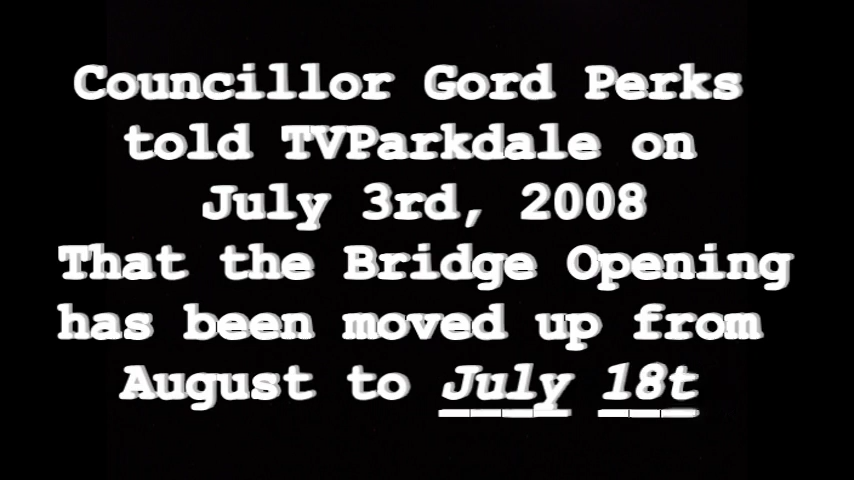 Councillor Gord Perks
told TVParkdale on
July 3rd, 2008
That the Bridge Opening
has been moved up from
August to July 18t